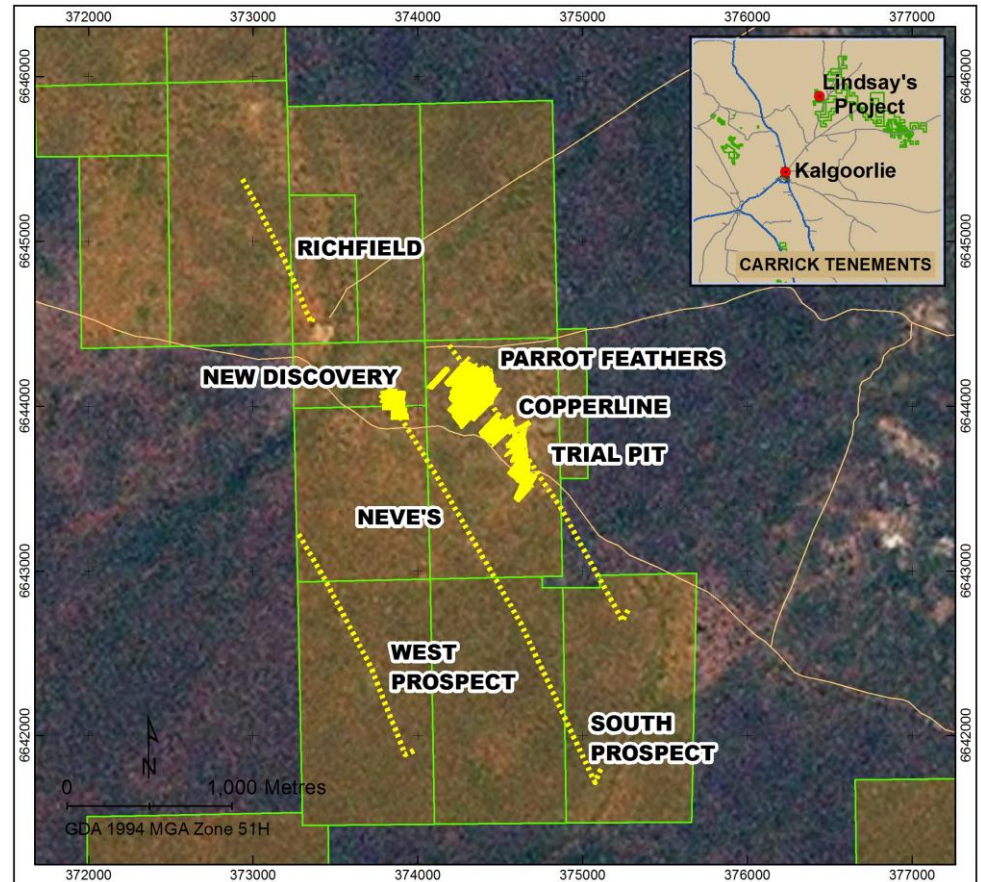 372000
373000
374000
375000
376000
377000
6646000
6646000
Lindsay's
Project
Kalgoorlie
CARRICK TENEMENTS
6645000
6645000
RICHFIELD
PARROT FEATHERS
NEW DISCOVERY
COPPERLINE
6644000
6644000
TRIAL PIT
NEVE'S
6643000
6643000
WEST
PROSPECT
SOUTH
PROSPECT
6642000
6642000
N
0 1,000 Metres
GDA 1994 MGA Zone 51H
372000
373000
374000
375000
376000
377000